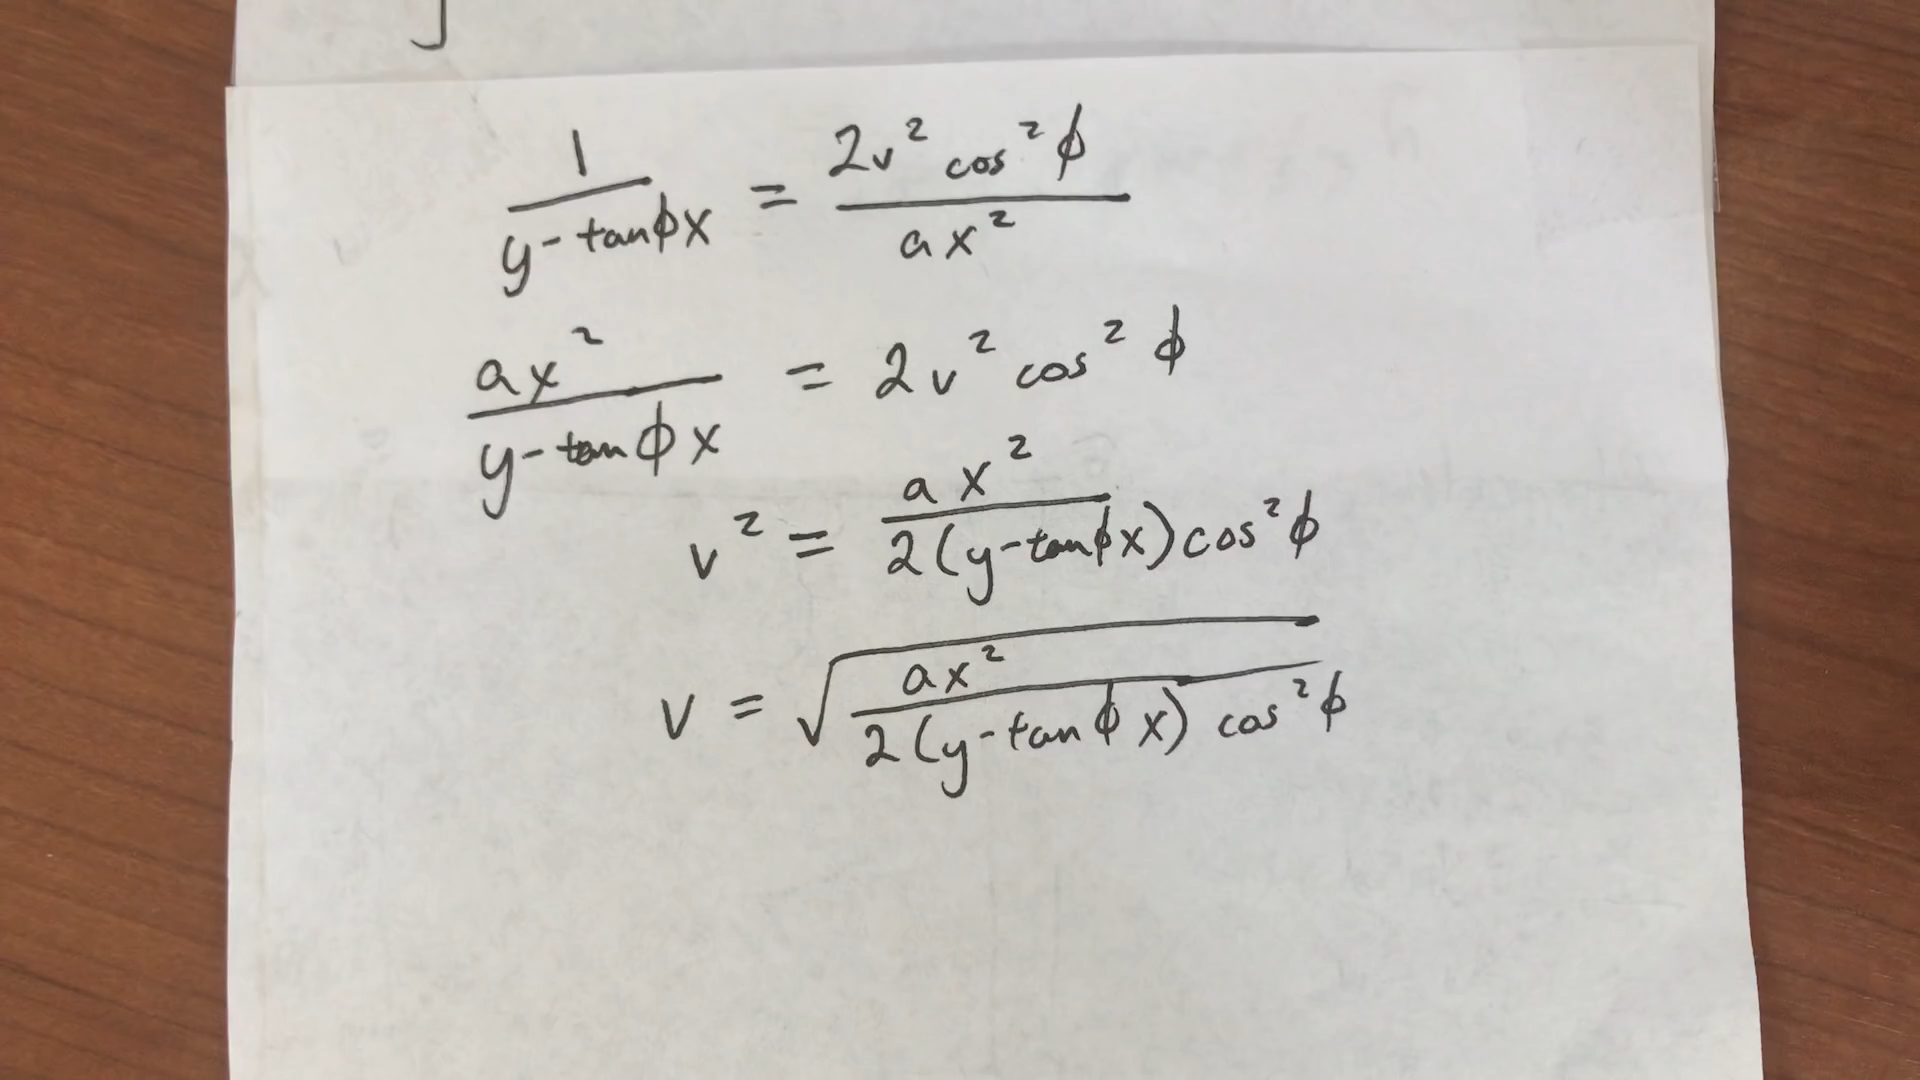 1/(y-tanϕx) = 2v² cos²ϕ/(ax²)
ax²/(y-tanϕx) = 2v² cos²ϕ
v² = ax²/(2(y-tanϕx)cos²ϕ)
v = √(ax²/(2(y-tanϕx) cos²ϕ))